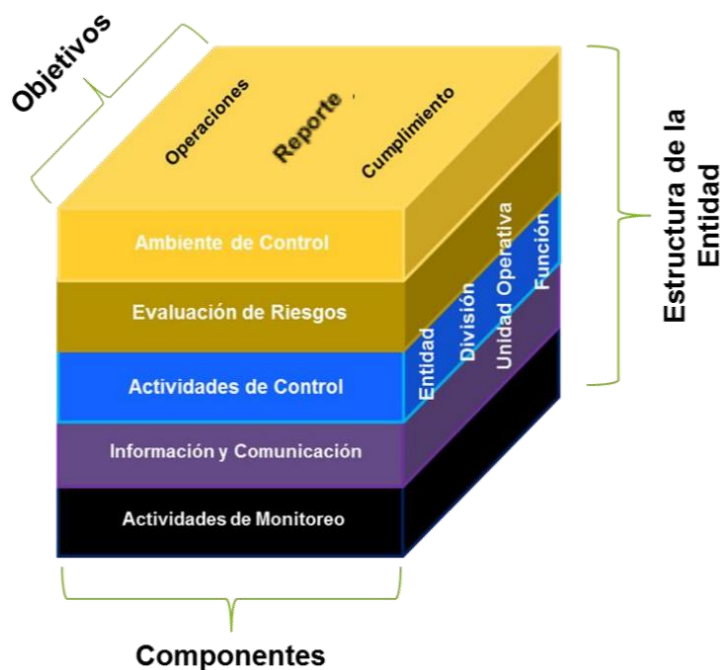 Objetivos
Operaciones
Reporte
Cumplimiento
Ambiente de Control
Evaluación de Riesgos
Actividades de Control
Información y Comunicación
Actividades de Monitoreo
Entidad
División
Unidad Operativa
Función
Estructura de la
Entidad
Componentes